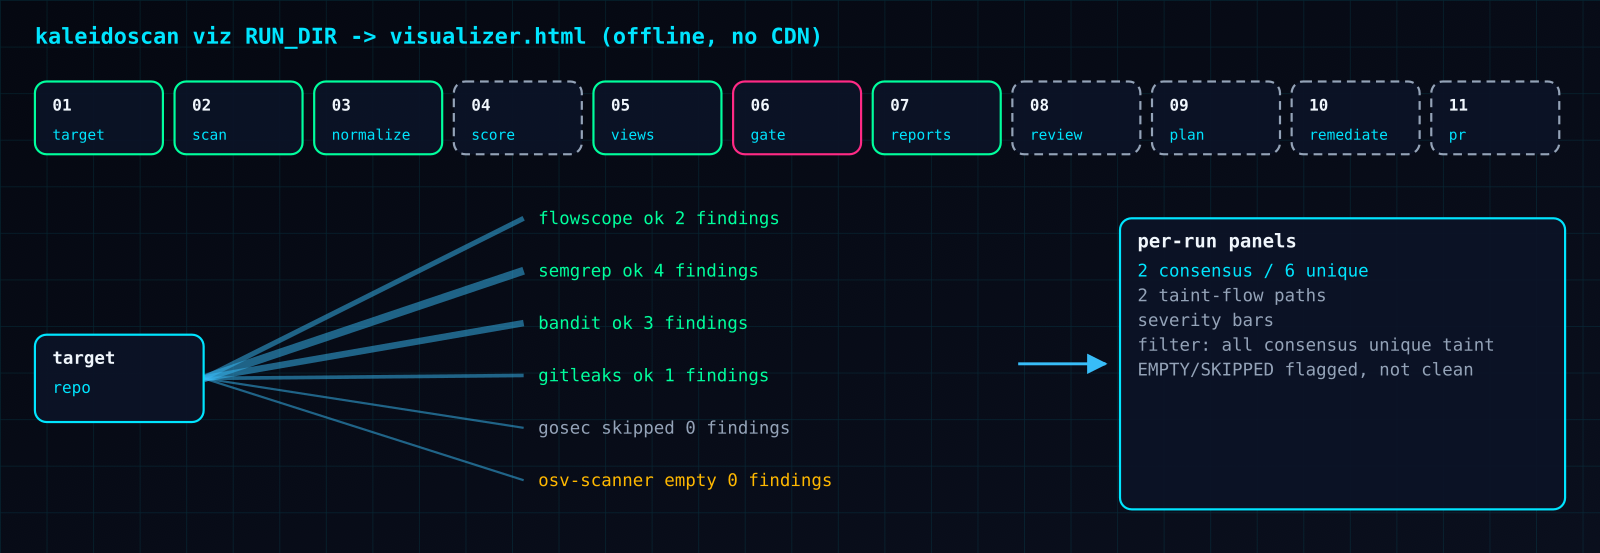 kaleidoscan viz RUN_DIR -> visualizer.html (offline, no CDN)
01
target
02
scan
03
normalize
04
score
05
views
06
gate
07
reports
08
review
09
plan
10
remediate
11
pr
target
repo
flowscope ok 2 findings
semgrep ok 4 findings
bandit ok 3 findings
gitleaks ok 1 findings
gosec skipped 0 findings
osv-scanner empty 0 findings
per-run panels
2 consensus / 6 unique
2 taint-flow paths
severity bars
filter: all consensus unique taint
EMPTY/SKIPPED flagged, not clean